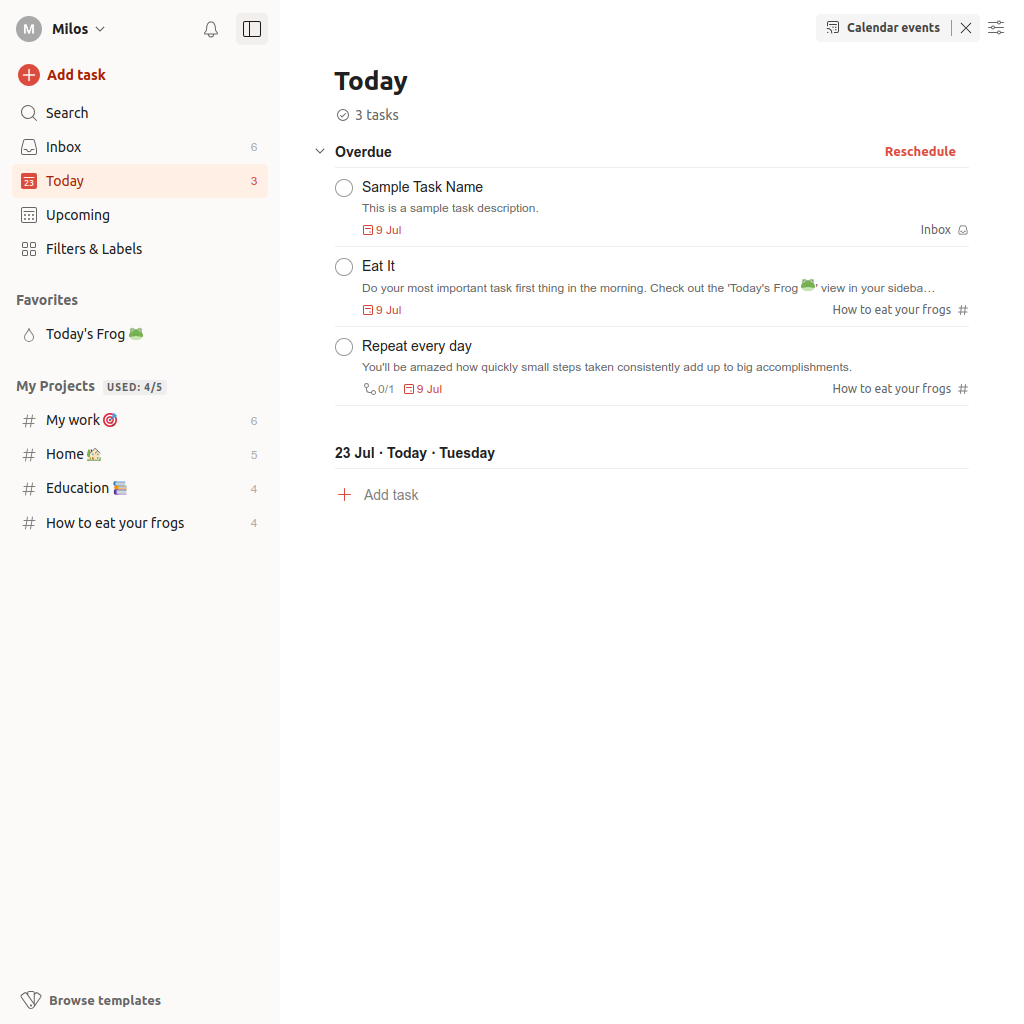 M Milos
Calendar events
Add task
Search
Inbox 6
23 Today 3
Upcoming
Filters & Labels
Favorites
Today's Frog 🐸
My Projects USED: 4/5
My work 🎯 6
Home 🏡 5
Education 📚 4
How to eat your frogs 4
Browse templates
Today
3 tasks
Overdue Reschedule
Sample Task Name
This is a sample task description.
9 Jul Inbox
Eat It
Do your most important task first thing in the morning. Check out the 'Today's Frog 🐸' view in your sideba…
9 Jul How to eat your frogs #
Repeat every day
You'll be amazed how quickly small steps taken consistently add up to big accomplishments.
0/1 9 Jul How to eat your frogs #
23 Jul · Today · Tuesday
Add task